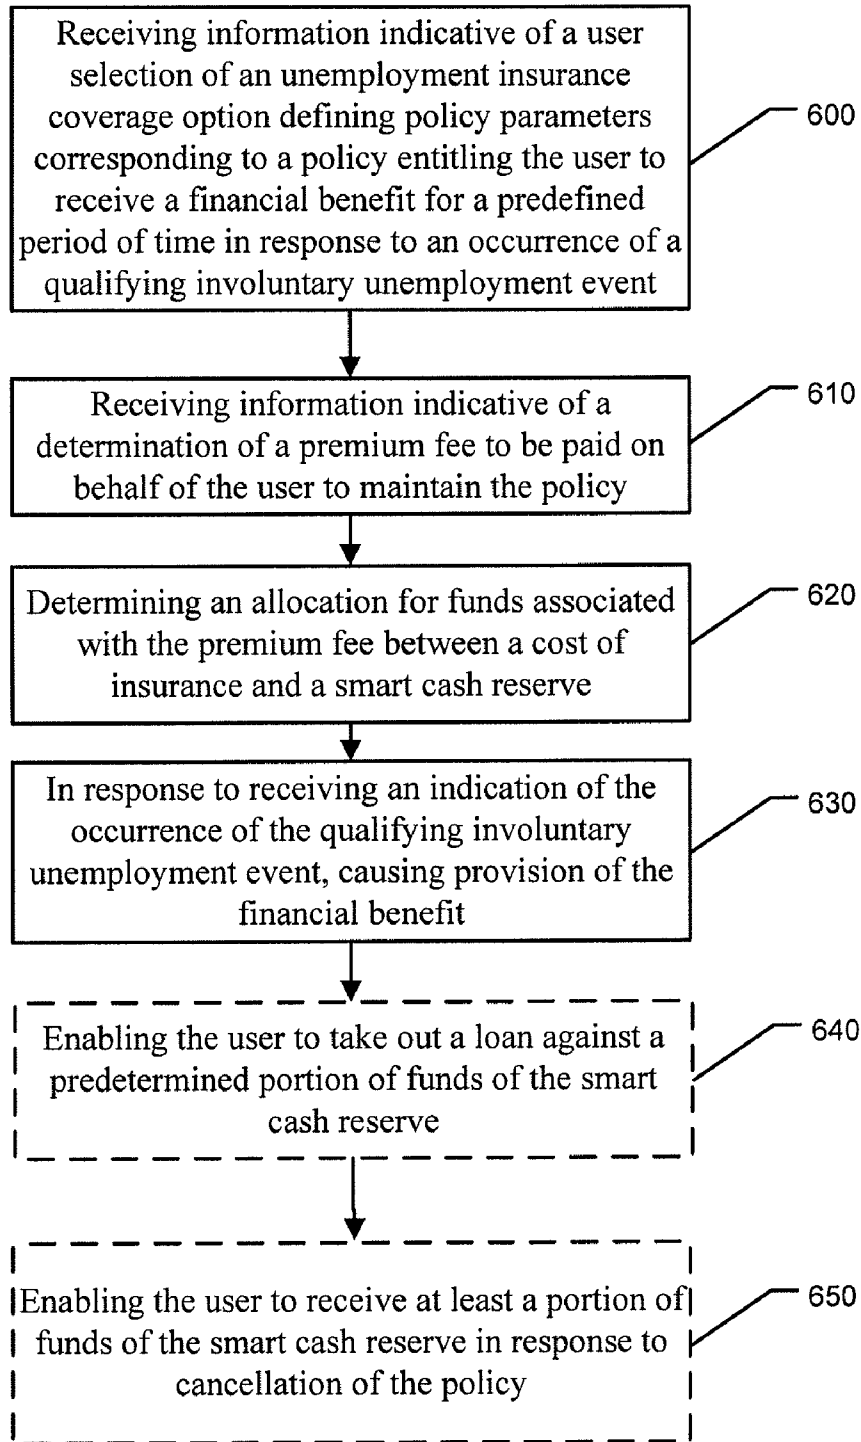 Receiving information indicative of a user
selection of an unemployment insurance
coverage option defining policy parameters
corresponding to a policy entitling the user to
receive a financial benefit for a predefined
period of time in response to an occurrence of a
qualifying involuntary unemployment event
600
Receiving information indicative of a
determination of a premium fee to be paid on
behalf of the user to maintain the policy
610
Determining an allocation for funds associated
with the premium fee between a cost of
insurance and a smart cash reserve
620
In response to receiving an indication of the
occurrence of the qualifying involuntary
unemployment event, causing provision of the
financial benefit
630
Enabling the user to take out a loan against a
predetermined portion of funds of the smart
cash reserve
640
Enabling the user to receive at least a portion of
funds of the smart cash reserve in response to
cancellation of the policy
650